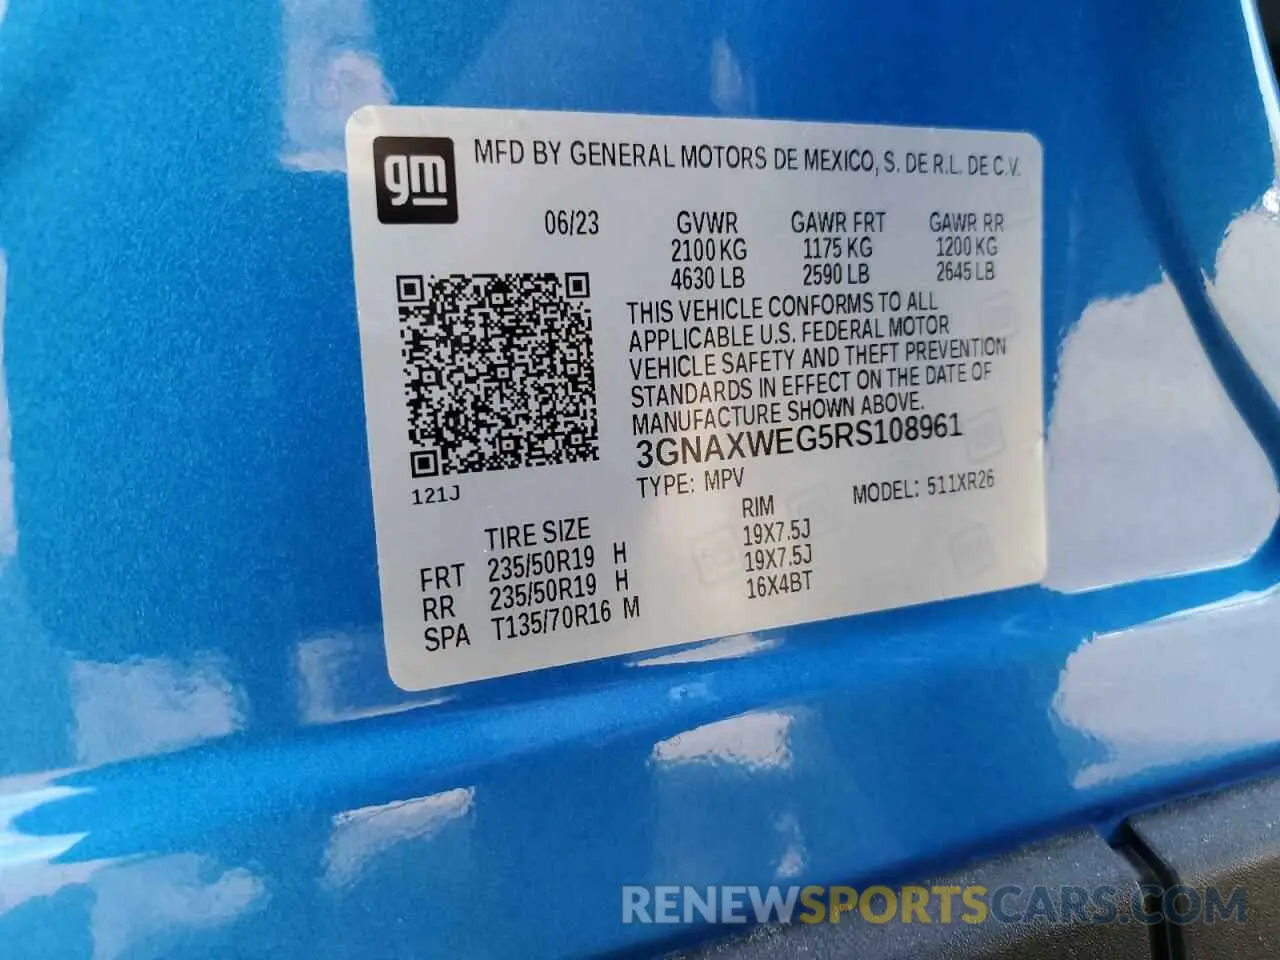 gm
MFD BY GENERAL MOTORS DE MEXICO, S. DE R.L. DE C.V.
06/23
GVWR GAWR FRT GAWR RR
2100 KG 1175 KG 1200 KG
4630 LB 2590 LB 2645 LB
THIS VEHICLE CONFORMS TO ALL
APPLICABLE U.S. FEDERAL MOTOR
VEHICLE SAFETY AND THEFT PREVENTION
STANDARDS IN EFFECT ON THE DATE OF
MANUFACTURE SHOWN ABOVE.
3GNAXWEG5RS108961
121J
TYPE: MPV MODEL: 511XR26
TIRE SIZE RIM
FRT 235/50R19 H 19X7.5J
RR 235/50R19 H 19X7.5J
SPA T135/70R16 M 16X4BT
RENEWSPORTSCARS.COM